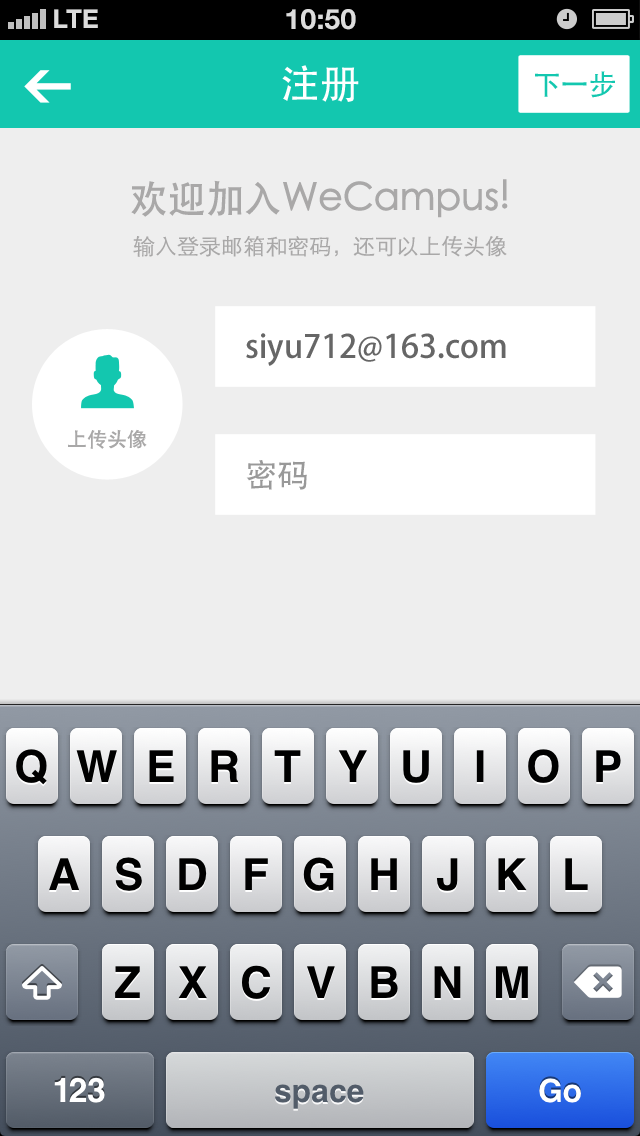 LTE 10:50
注册 下一步
欢迎加入WeCampus!
输入登录邮箱和密码，还可以上传头像
siyu712@163.com
上传头像
密码
Q W E R T Y U I O P
A S D F G H J K L
Z X C V B N M
123 space Go